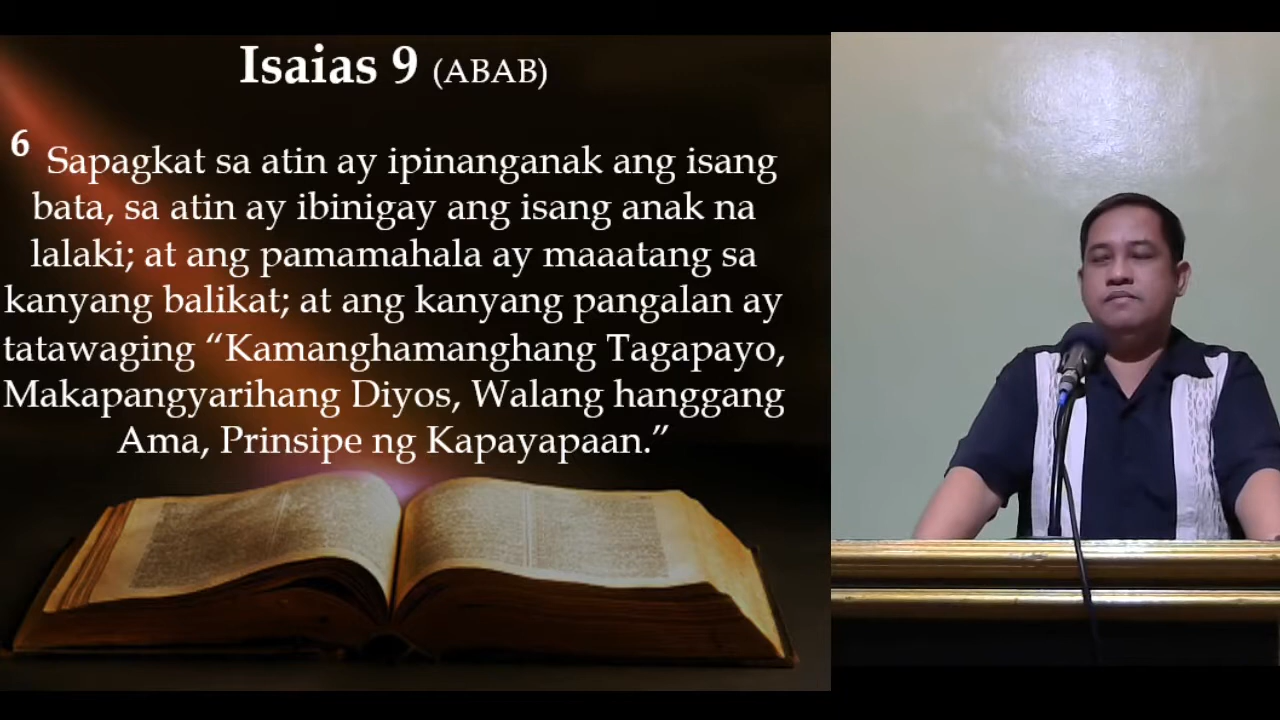 Isaias 9 (ABAB)
6 Sapagkat sa atin ay ipinanganak ang isang
bata, sa atin ay ibinigay ang isang anak na
lalaki; at ang pamamahala ay maaatang sa
kanyang balikat; at ang kanyang pangalan ay
tatawaging “Kamanghamanghang Tagapayo,
Makapangyarihang Diyos, Walang hanggang
Ama, Prinsipe ng Kapayapaan.”